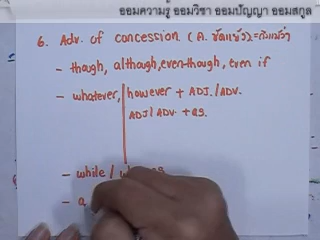 ออมความรู้ ออมวิชา ออมปัญญา ออมสกุล
6. Adv. of concession (ค. ขัดแย้ง)=ถึงแม้ว่า
- though, although, even though, even if
- whatever, however + ADJ./ADV.
ADJ/ADV. + as.
- while /
- a